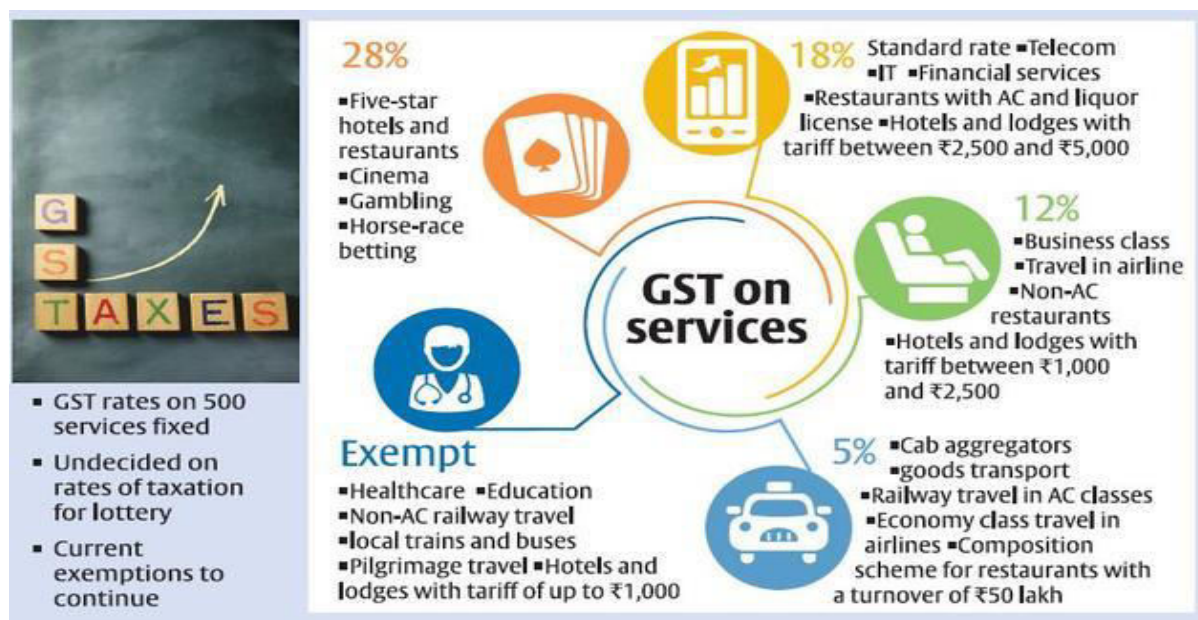 G
S
TAXES
▪ GST rates on 500
services fixed
▪ Undecided on
rates of taxation
for lottery
▪ Current
exemptions to
continue
28%
▪Five-star
hotels and
restaurants
▪Cinema
▪Gambling
▪Horse-race
betting
18% Standard rate ▪Telecom
▪IT ▪Financial services
▪Restaurants with AC and liquor
license ▪Hotels and lodges with
tariff between ₹2,500 and ₹5,000
GST on
services
12%
▪Business class
▪Travel in airline
▪Non-AC
restaurants
▪Hotels and lodges with
tariff between ₹1,000
and ₹2,500
Exempt
▪Healthcare ▪Education
▪Non-AC railway travel
▪local trains and buses
▪Pilgrimage travel ▪Hotels and
lodges with tariff of up to ₹1,000
5% ▪Cab aggregators
▪goods transport
▪Railway travel in AC classes
▪Economy class travel in
airlines ▪Composition
scheme for restaurants with
a turnover of ₹50 lakh